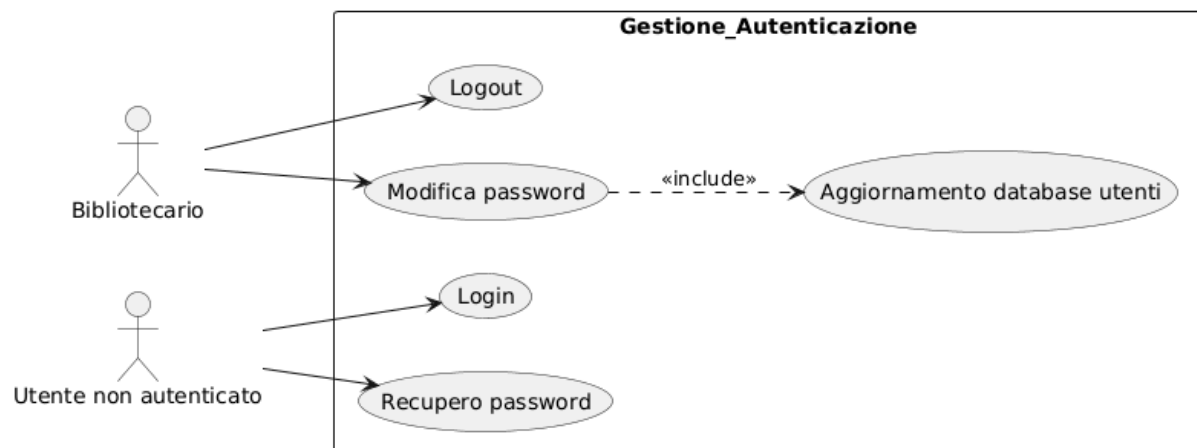 Gestione_Autenticazione
Logout
Bibliotecario
Modifica password
«include»
Aggiornamento database utenti
Login
Utente non autenticato
Recupero password